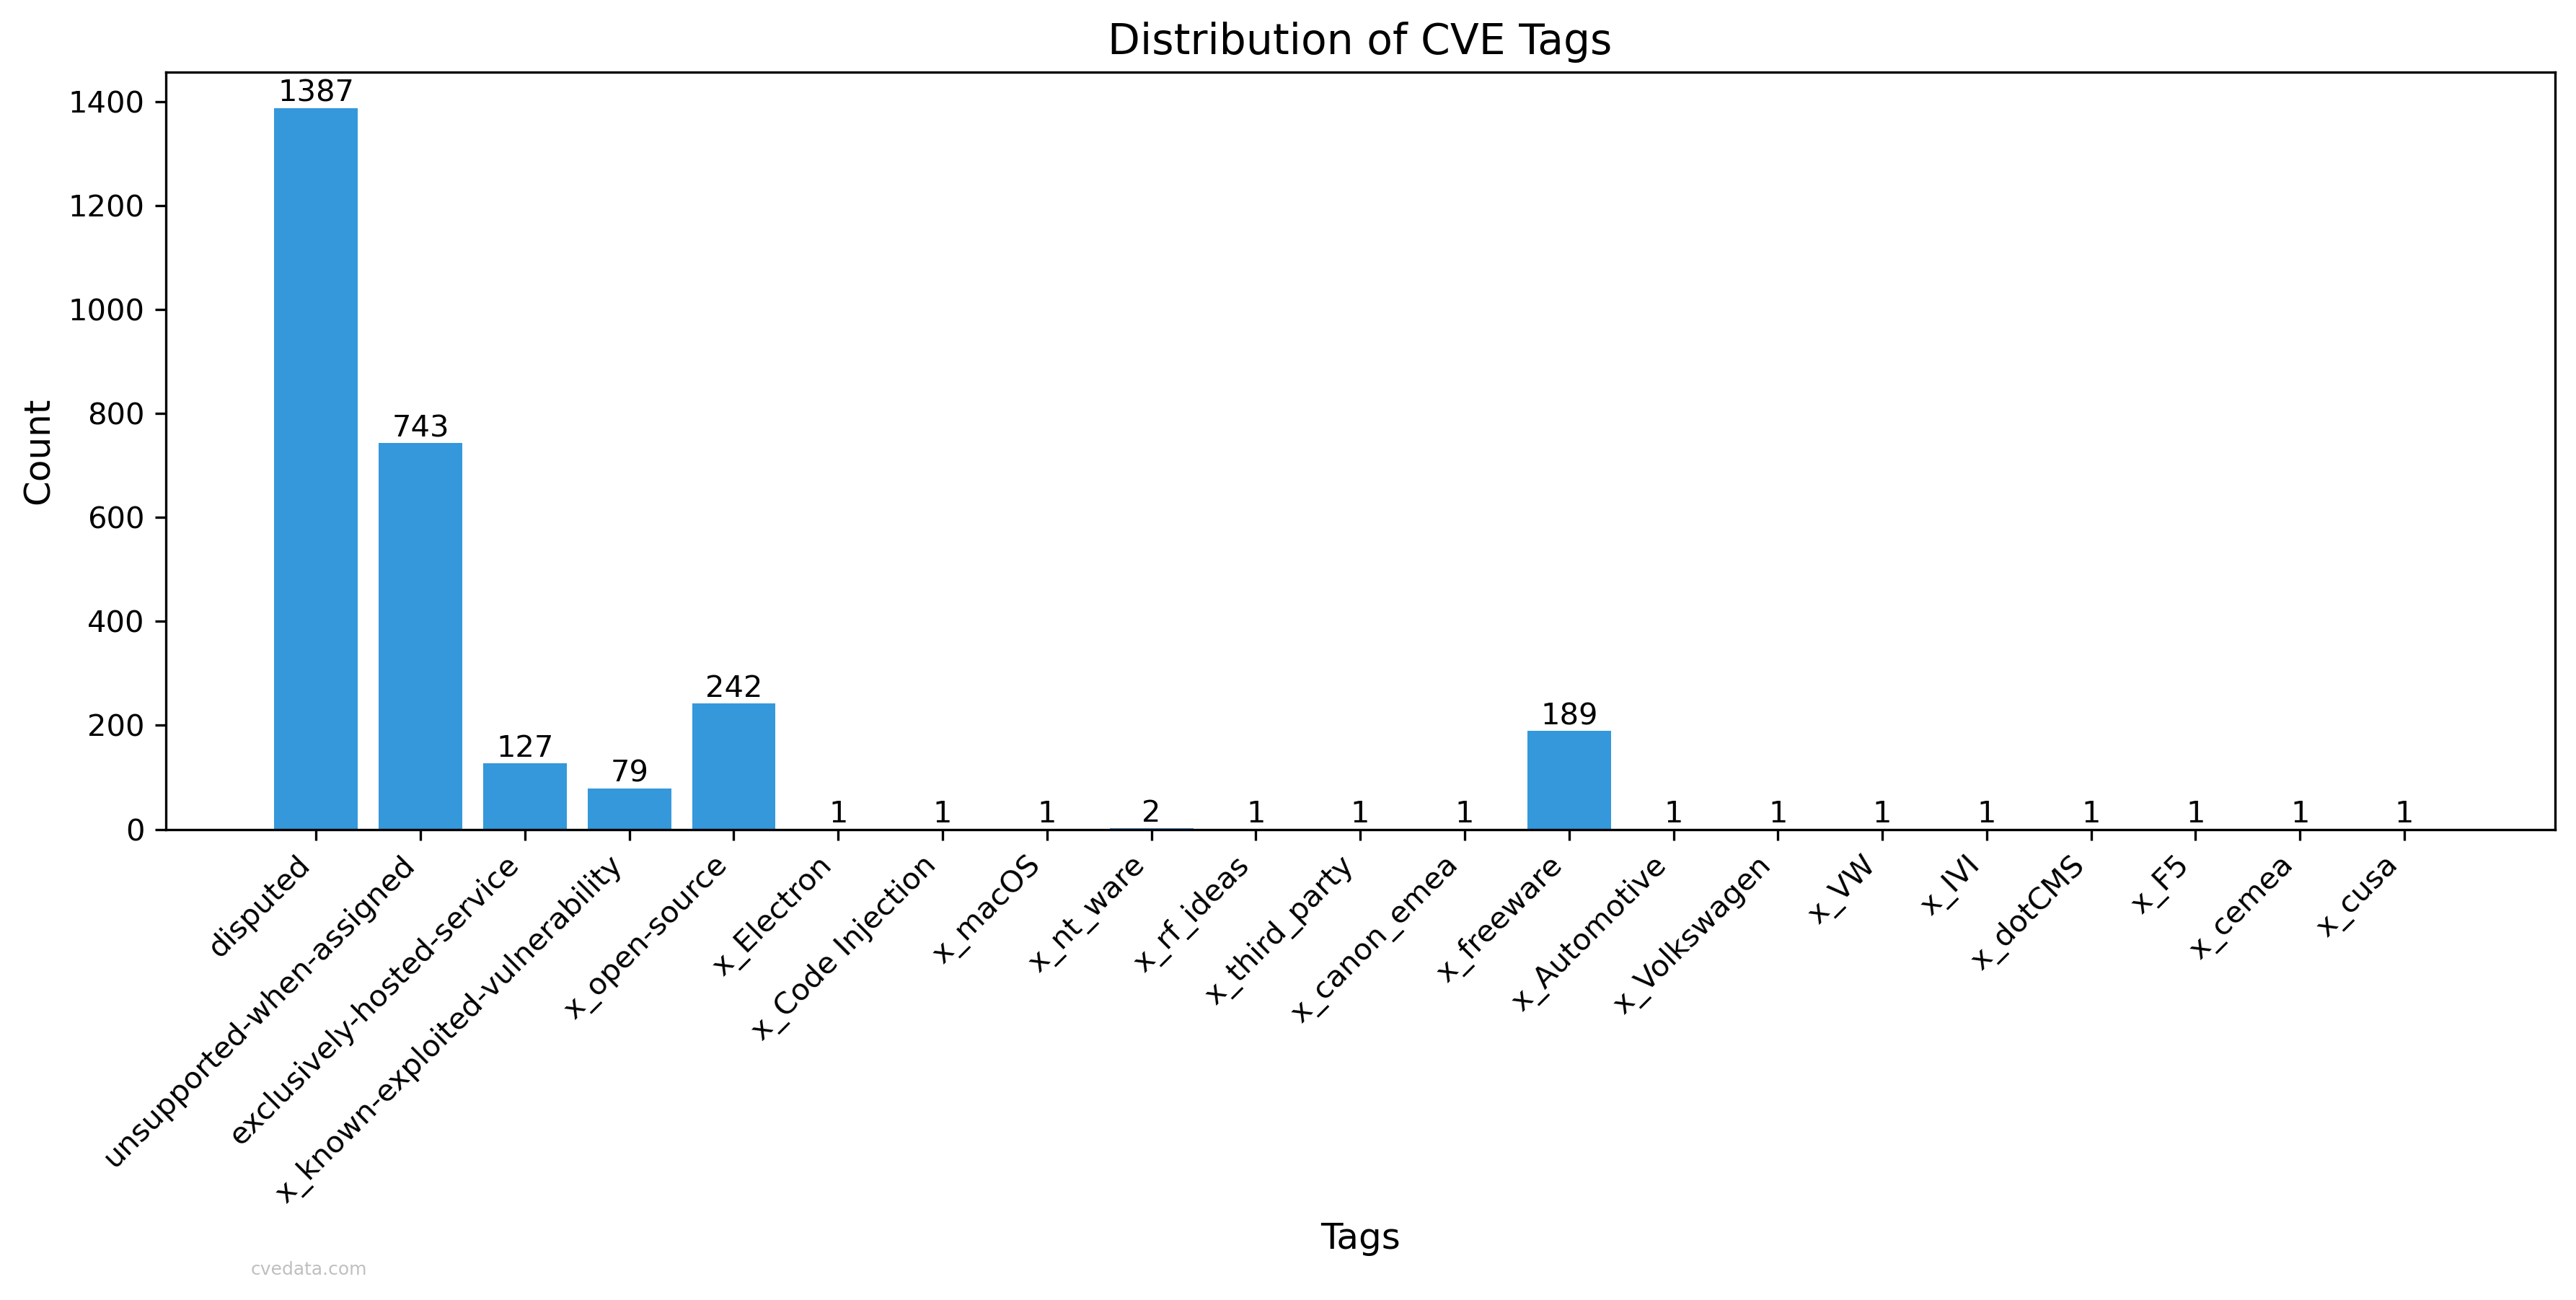 Distribution of CVE Tags
Count
1400
1200
1000
800
600
400
200
0
1387
743
127
79
242
1
1
1
2
1
1
1
189
1
1
1
1
1
1
1
1
disputed
unsupported-when-assigned
exclusively-hosted-service
x_known-exploited-vulnerability
x_open-source
x_Electron
x_Code Injection
x_macOS
x_nt_ware
x_rf_ideas
x_third_party
x_canon_emea
x_freeware
x_Automotive
x_Volkswagen
x_VW
x_IVI
x_dotCMS
x_F5
x_cemea
x_cusa
Tags
cvedata.com